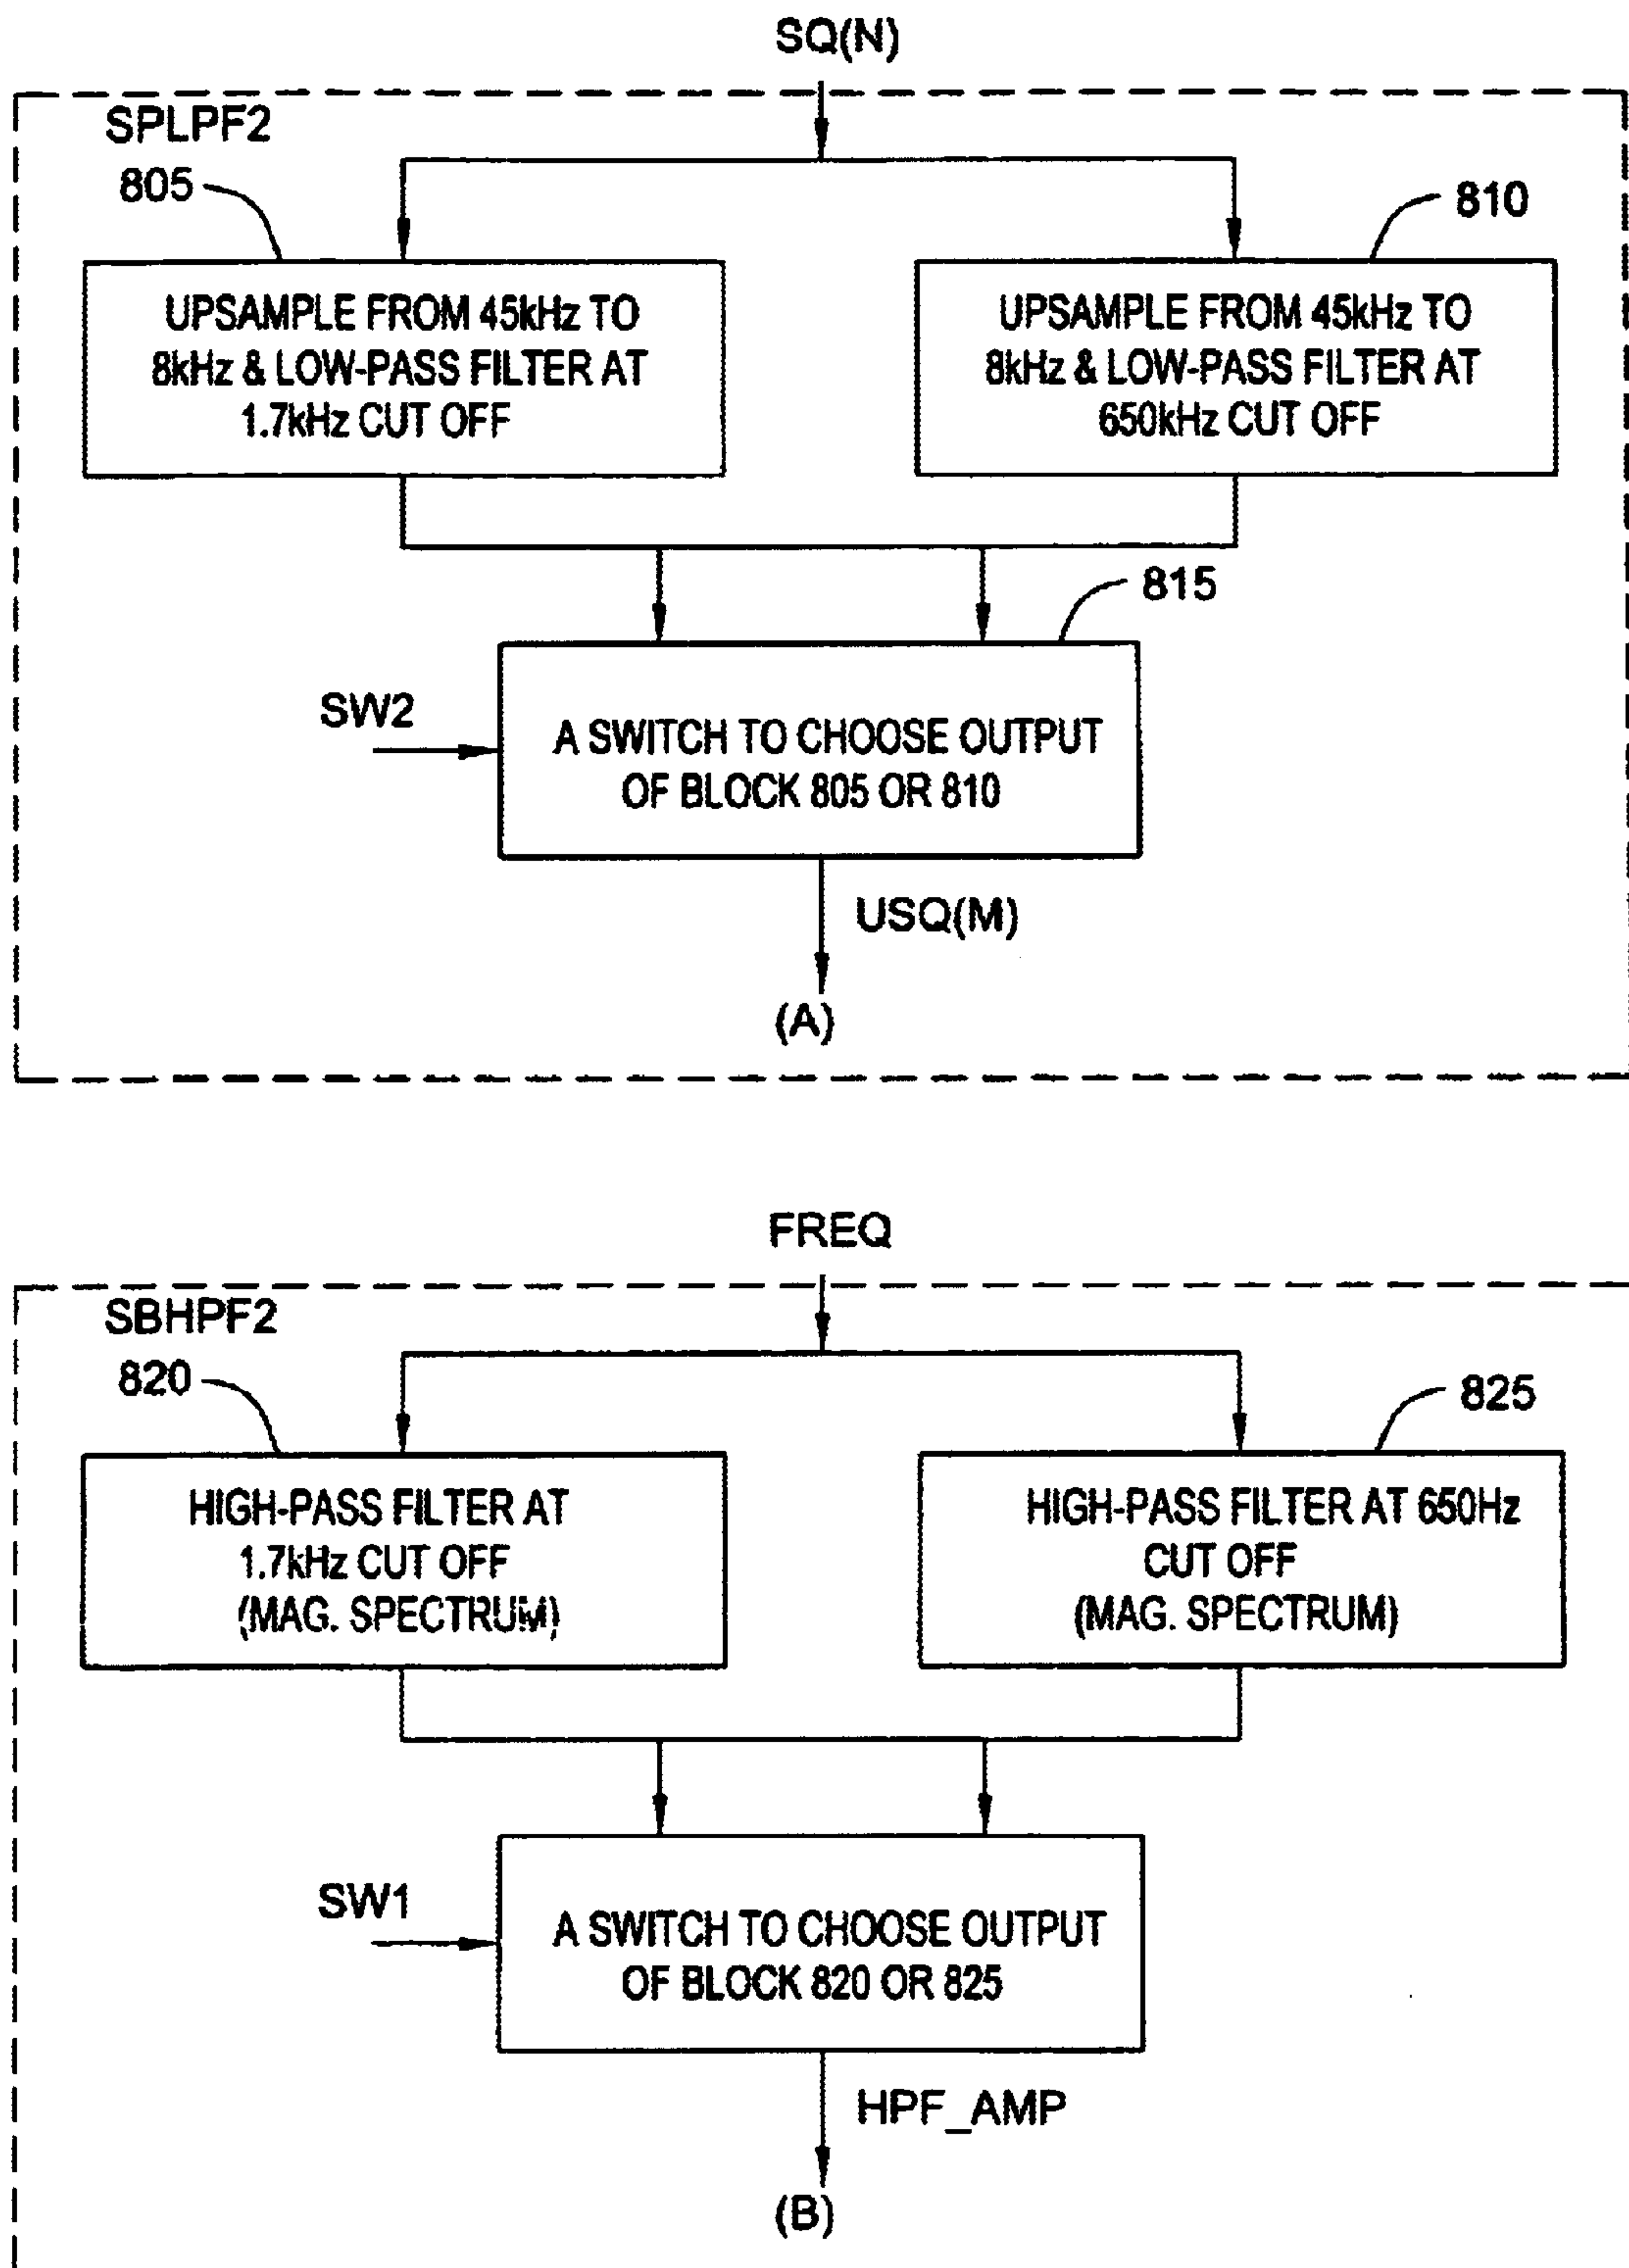 SQ(N)
SPLPF2
805
810
UPSAMPLE FROM 45kHz TO
8kHz & LOW-PASS FILTER AT
1.7kHz CUT OFF
UPSAMPLE FROM 45kHz TO
8kHz & LOW-PASS FILTER AT
650kHz CUT OFF
815
SW2
A SWITCH TO CHOOSE OUTPUT
OF BLOCK 805 OR 810
USQ(M)
(A)
FREQ
SBHPF2
820
825
HIGH-PASS FILTER AT
1.7kHz CUT OFF
(MAG. SPECTRUM)
HIGH-PASS FILTER AT 650Hz
CUT OFF
(MAG. SPECTRUM)
SW1
A SWITCH TO CHOOSE OUTPUT
OF BLOCK 820 OR 825
HPF_AMP
(B)